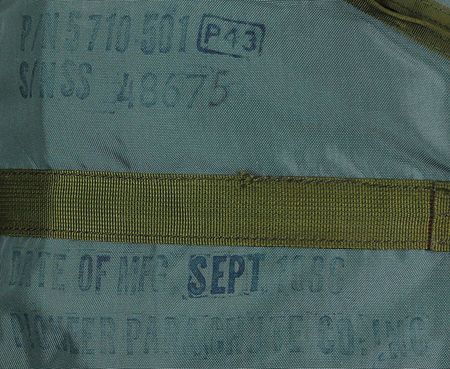 P/N 5710-501 P43
S/N SS 48675
DATE OF MFG SEPT
PIONEER PARACHUTE CO. INC